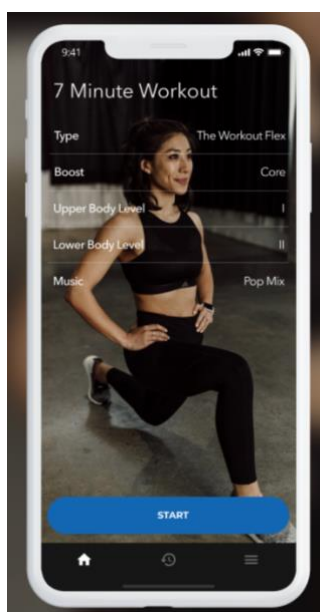 9:41
7 Minute Workout
Type The Workout Flex
Boost Core
Upper Body Level I
Lower Body Level II
Music Pop Mix
START